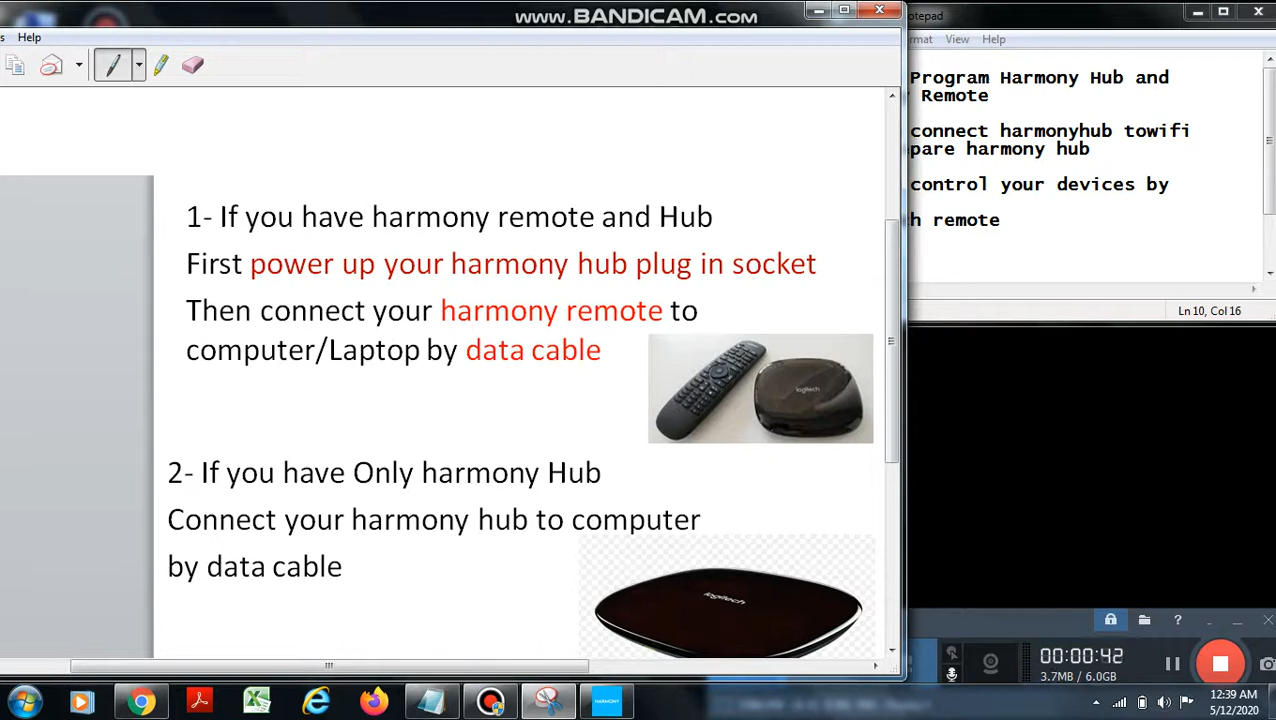 www.BANDICAM.com
s Help
1- If you have harmony remote and Hub
First power up your harmony hub plug in socket
Then connect your harmony remote to
computer/Laptop by data cable
logitech
2- If you have Only harmony Hub
Connect your harmony hub to computer
by data cable
logitech
otepad
rmat View Help
Program Harmony Hub and
Remote
connect harmonyhub towifi
pare harmony hub
control your devices by
h remote
Ln 10, Col 16
00:00:42
3.7MB / 6.0GB
HARMONY
12:39 AM
5/12/2020